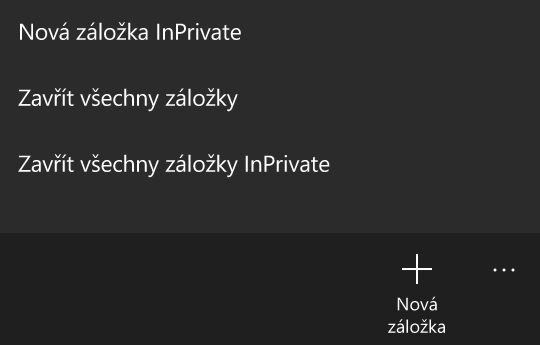 Nová záložka InPrivate
Zavřít všechny záložky
Zavřít všechny záložky InPrivate
Nová
záložka